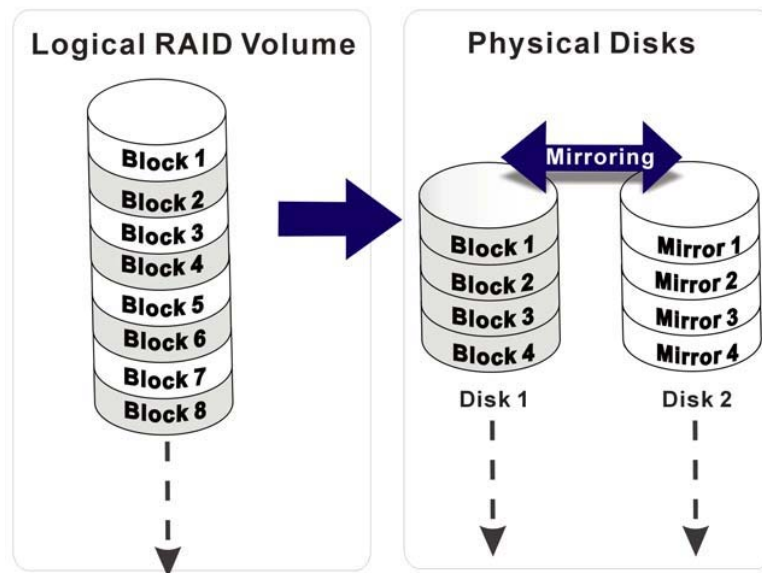 Logical RAID Volume
Block 1
Block 2
Block 3
Block 4
Block 5
Block 6
Block 7
Block 8
Physical Disks
Mirroring
Block 1
Block 2
Block 3
Block 4
Disk 1
Mirror 1
Mirror 2
Mirror 3
Mirror 4
Disk 2